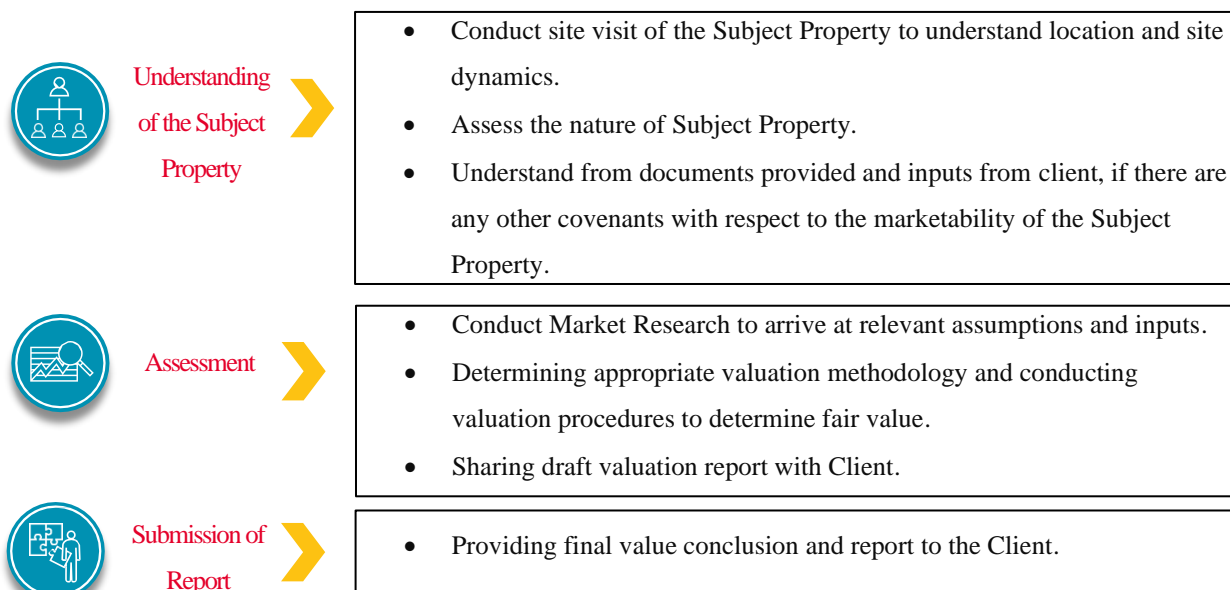 Understanding
of the Subject
Property
• Conduct site visit of the Subject Property to understand location and site
dynamics.
• Assess the nature of Subject Property.
• Understand from documents provided and inputs from client, if there are
any other covenants with respect to the marketability of the Subject
Property.
Assessment
• Conduct Market Research to arrive at relevant assumptions and inputs.
• Determining appropriate valuation methodology and conducting
valuation procedures to determine fair value.
• Sharing draft valuation report with Client.
Submission of
Report
• Providing final value conclusion and report to the Client.